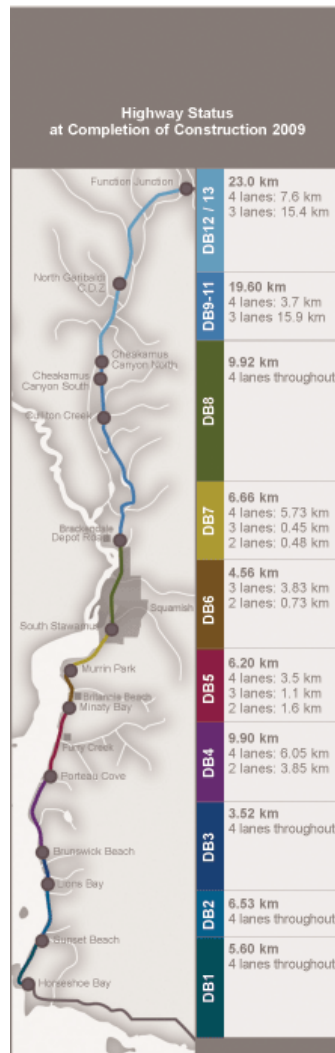 Highway Status
at Completion of Construction 2009
Function Junction
North Garibaldi
C.D.Z
Cheakamus
Canyon North
Cheakamus
Canyon South
Culliton Creek
Brackendale
Depot Road
Squamish
South Stawamus
Murrin Park
Britannia Beach
Minaty Bay
Furry Creek
Porteau Cove
Brunswick Beach
Lions Bay
Sunset Beach
Horseshoe Bay
DB12 / 13
23.0 km
4 lanes: 7.6 km
3 lanes: 15.4 km
DB9-11
19.60 km
4 lanes: 3.7 km
3 lanes 15.9 km
DB8
9.92 km
4 lanes throughout
DB7
6.66 km
4 lanes: 5.73 km
3 lanes: 0.45 km
2 lanes: 0.48 km
DB6
4.56 km
3 lanes: 3.83 km
2 lanes: 0.73 km
DB5
6.20 km
4 lanes: 3.5 km
3 lanes: 1.1 km
2 lanes: 1.6 km
DB4
9.90 km
4 lanes: 6.05 km
2 lanes: 3.85 km
DB3
3.52 km
4 lanes throughout
DB2
6.53 km
4 lanes throughout
DB1
5.60 km
4 lanes throughout